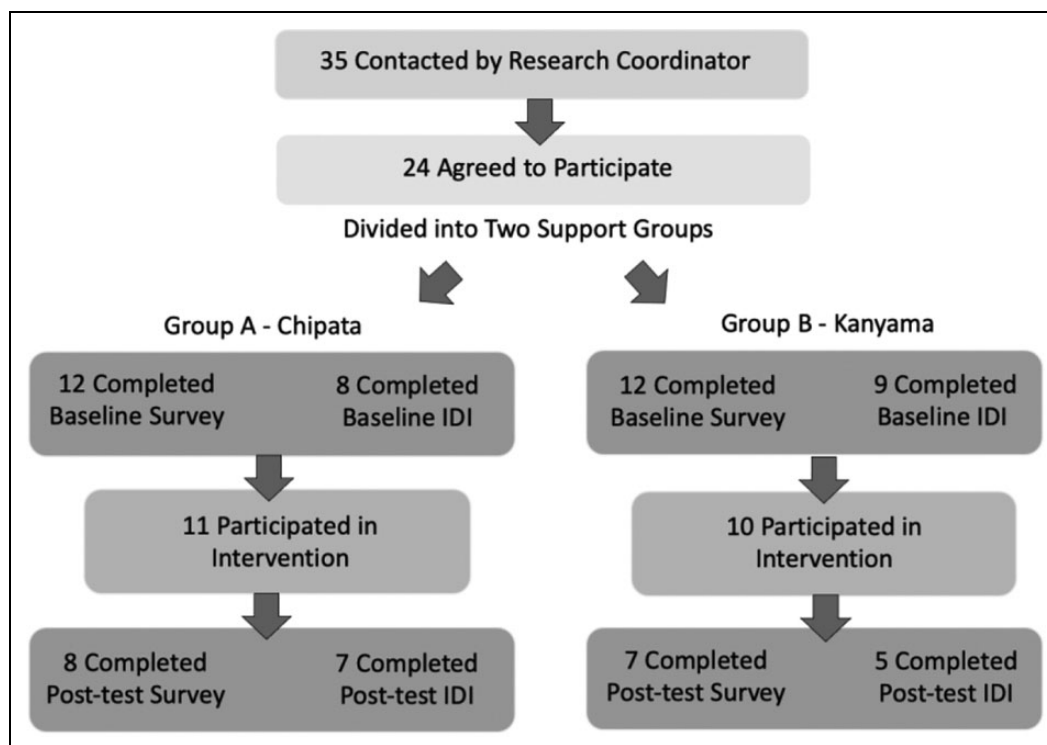 35 Contacted by Research Coordinator
24 Agreed to Participate
Divided into Two Support Groups
Group A - Chipata
12 Completed
Baseline Survey
8 Completed
Baseline IDI
11 Participated in
Intervention
8 Completed
Post-test Survey
7 Completed
Post-test IDI
Group B - Kanyama
12 Completed
Baseline Survey
9 Completed
Baseline IDI
10 Participated in
Intervention
7 Completed
Post-test Survey
5 Completed
Post-test IDI